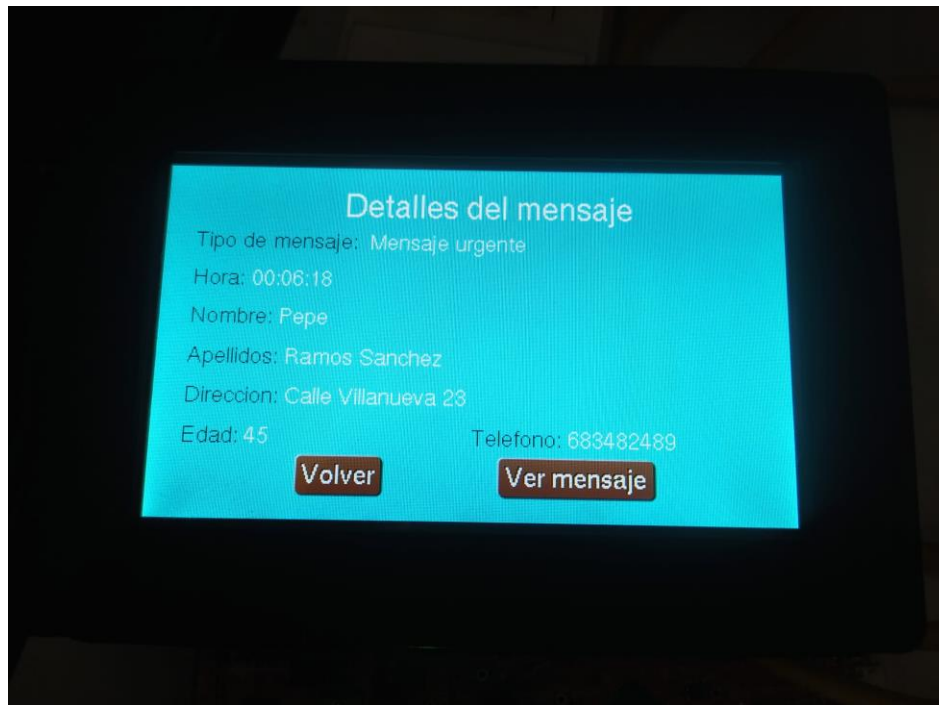 Detalles del mensaje
Tipo de mensaje: Mensaje urgente
Hora: 00:06:18
Nombre: Pepe
Apellidos: Ramos Sanchez
Direccion: Calle Villanueva 23
Edad: 45 Telefono: 683482489
Volver Ver mensaje